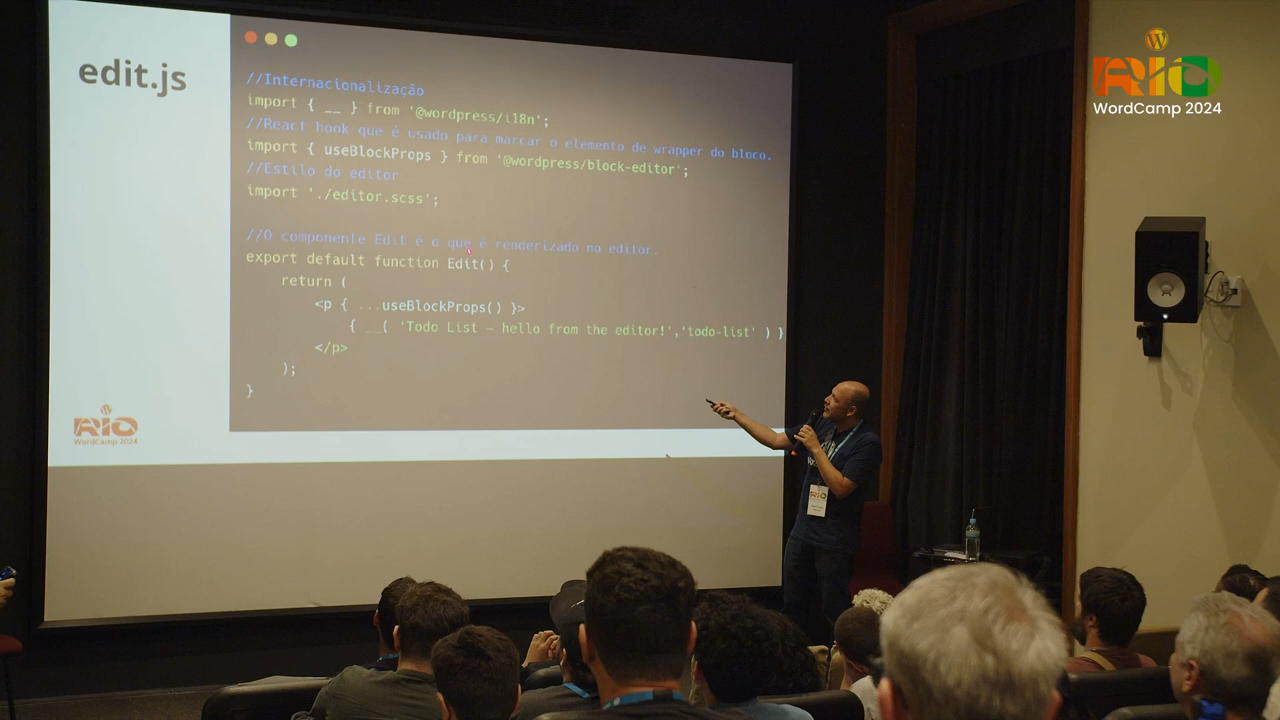 edit.js
//Internacionalização
import { __ } from '@wordpress/i18n';
//React hook que é usado para marcar o elemento de wrapper do bloco.
import { useBlockProps } from '@wordpress/block-editor';
//Estilo do editor
import './editor.scss';
//O componente Edit é o que é renderizado no editor.
export default function Edit() {
return (
<p { ...useBlockProps() }>
{ __( 'Todo List – hello from the editor!','todo-list' ) }
</p>
);
}
RIO
WordCamp 2024
RIO
WordCamp 2024
RIO